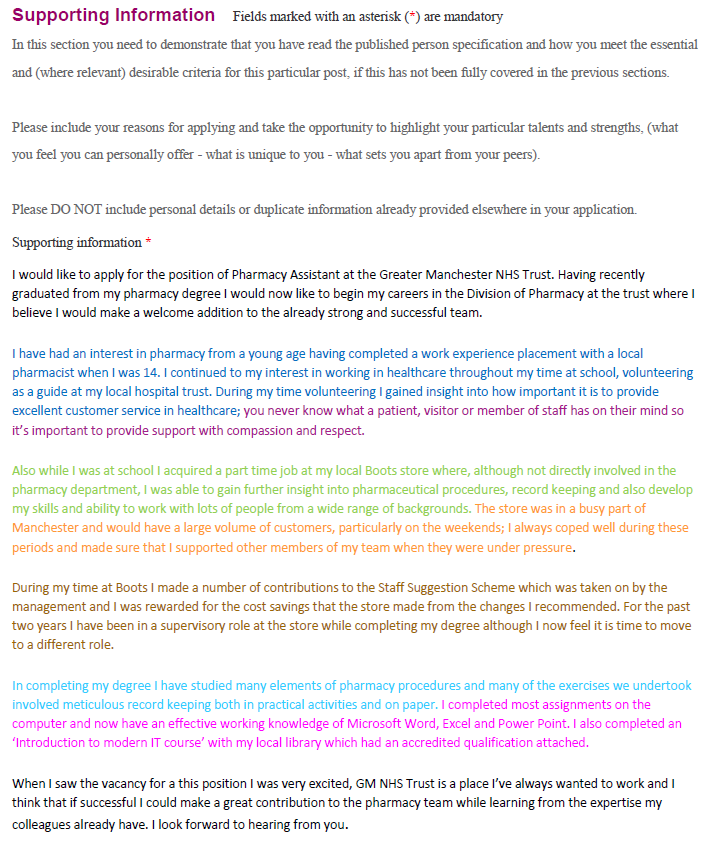 Supporting Information Fields marked with an asterisk (*) are mandatory
In this section you need to demonstrate that you have read the published person specification and how you meet the essential
and (where relevant) desirable criteria for this particular post, if this has not been fully covered in the previous sections.
Please include your reasons for applying and take the opportunity to highlight your particular talents and strengths, (what
you feel you can personally offer - what is unique to you - what sets you apart from your peers).
Please DO NOT include personal details or duplicate information already provided elsewhere in your application.
Supporting information *
I would like to apply for the position of Pharmacy Assistant at the Greater Manchester NHS Trust. Having recently
graduated from my pharmacy degree I would now like to begin my careers in the Division of Pharmacy at the trust where I
believe I would make a welcome addition to the already strong and successful team.
I have had an interest in pharmacy from a young age having completed a work experience placement with a local
pharmacist when I was 14. I continued to my interest in working in healthcare throughout my time at school, volunteering
as a guide at my local hospital trust. During my time volunteering I gained insight into how important it is to provide
excellent customer service in healthcare; you never know what a patient, visitor or member of staff has on their mind so
it's important to provide support with compassion and respect.
Also while I was at school I acquired a part time job at my local Boots store where, although not directly involved in the
pharmacy department, I was able to gain further insight into pharmaceutical procedures, record keeping and also develop
my skills and ability to work with lots of people from a wide range of backgrounds. The store was in a busy part of
Manchester and would have a large volume of customers, particularly on the weekends; I always coped well during these
periods and made sure that I supported other members of my team when they were under pressure.
During my time at Boots I made a number of contributions to the Staff Suggestion Scheme which was taken on by the
management and I was rewarded for the cost savings that the store made from the changes I recommended. For the past
two years I have been in a supervisory role at the store while completing my degree although I now feel it is time to move
to a different role.
In completing my degree I have studied many elements of pharmacy procedures and many of the exercises we undertook
involved meticulous record keeping both in practical activities and on paper. I completed most assignments on the
computer and now have an effective working knowledge of Microsoft Word, Excel and Power Point. I also completed an
'Introduction to modern IT course' with my local library which had an accredited qualification attached.
When I saw the vacancy for a this position I was very excited, GM NHS Trust is a place I've always wanted to work and I
think that if successful I could make a great contribution to the pharmacy team while learning from the expertise my
colleagues already have. I look forward to hearing from you.